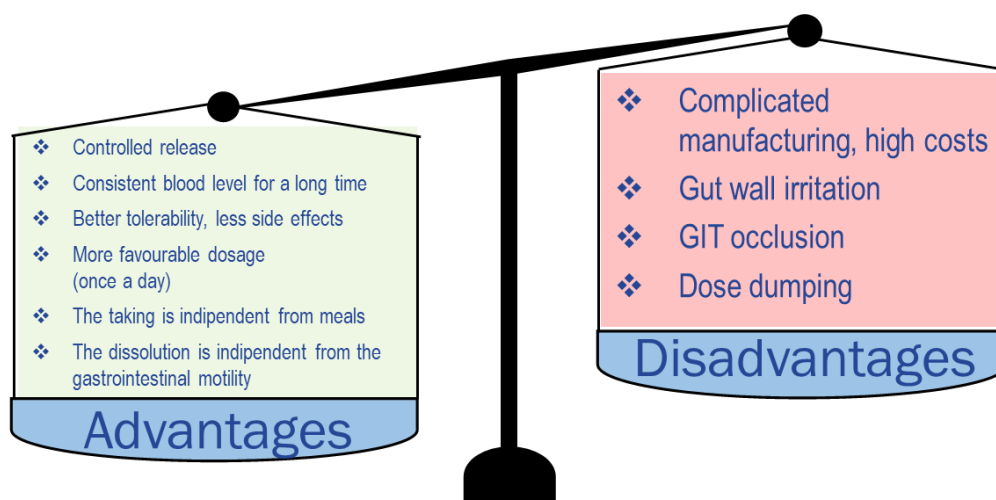 ❖ Controlled release
❖ Consistent blood level for a long time
❖ Better tolerability, less side effects
❖ More favourable dosage
(once a day)
❖ The taking is indipendent from meals
❖ The dissolution is indipendent from the
gastrointestinal motility
Advantages
❖ Complicated
manufacturing, high costs
❖ Gut wall irritation
❖ GIT occlusion
❖ Dose dumping
Disadvantages